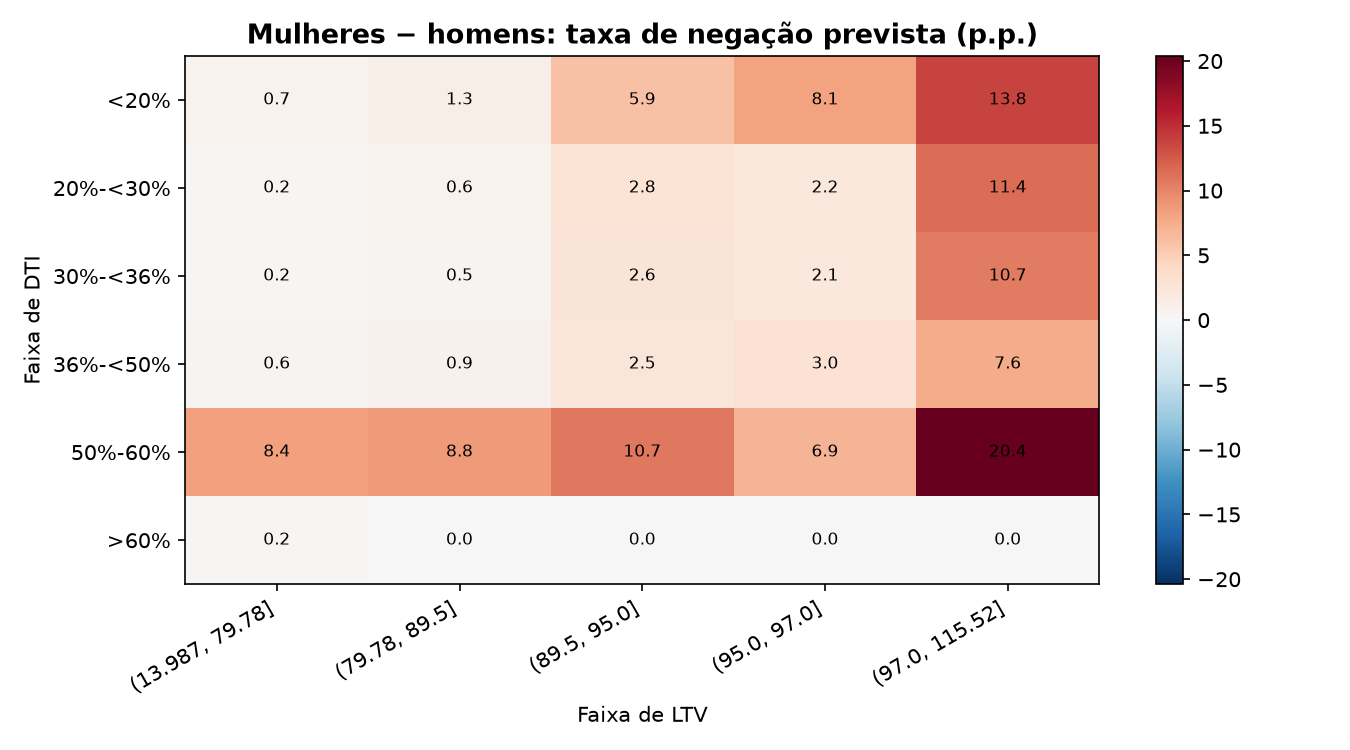 Mulheres − homens: taxa de negação prevista (p.p.)
Faixa de DTI
<20% 0.7 1.3 5.9 8.1 13.8
20%-<30% 0.2 0.6 2.8 2.2 11.4
30%-<36% 0.2 0.5 2.6 2.1 10.7
36%-<50% 0.6 0.9 2.5 3.0 7.6
50%-60% 8.4 8.8 10.7 6.9 20.4
>60% 0.2 0.0 0.0 0.0 0.0
(13.987, 79.78] (79.78, 89.5] (89.5, 95.0] (95.0, 97.0] (97.0, 115.52]
Faixa de LTV
20
15
10
5
0
−5
−10
−15
−20